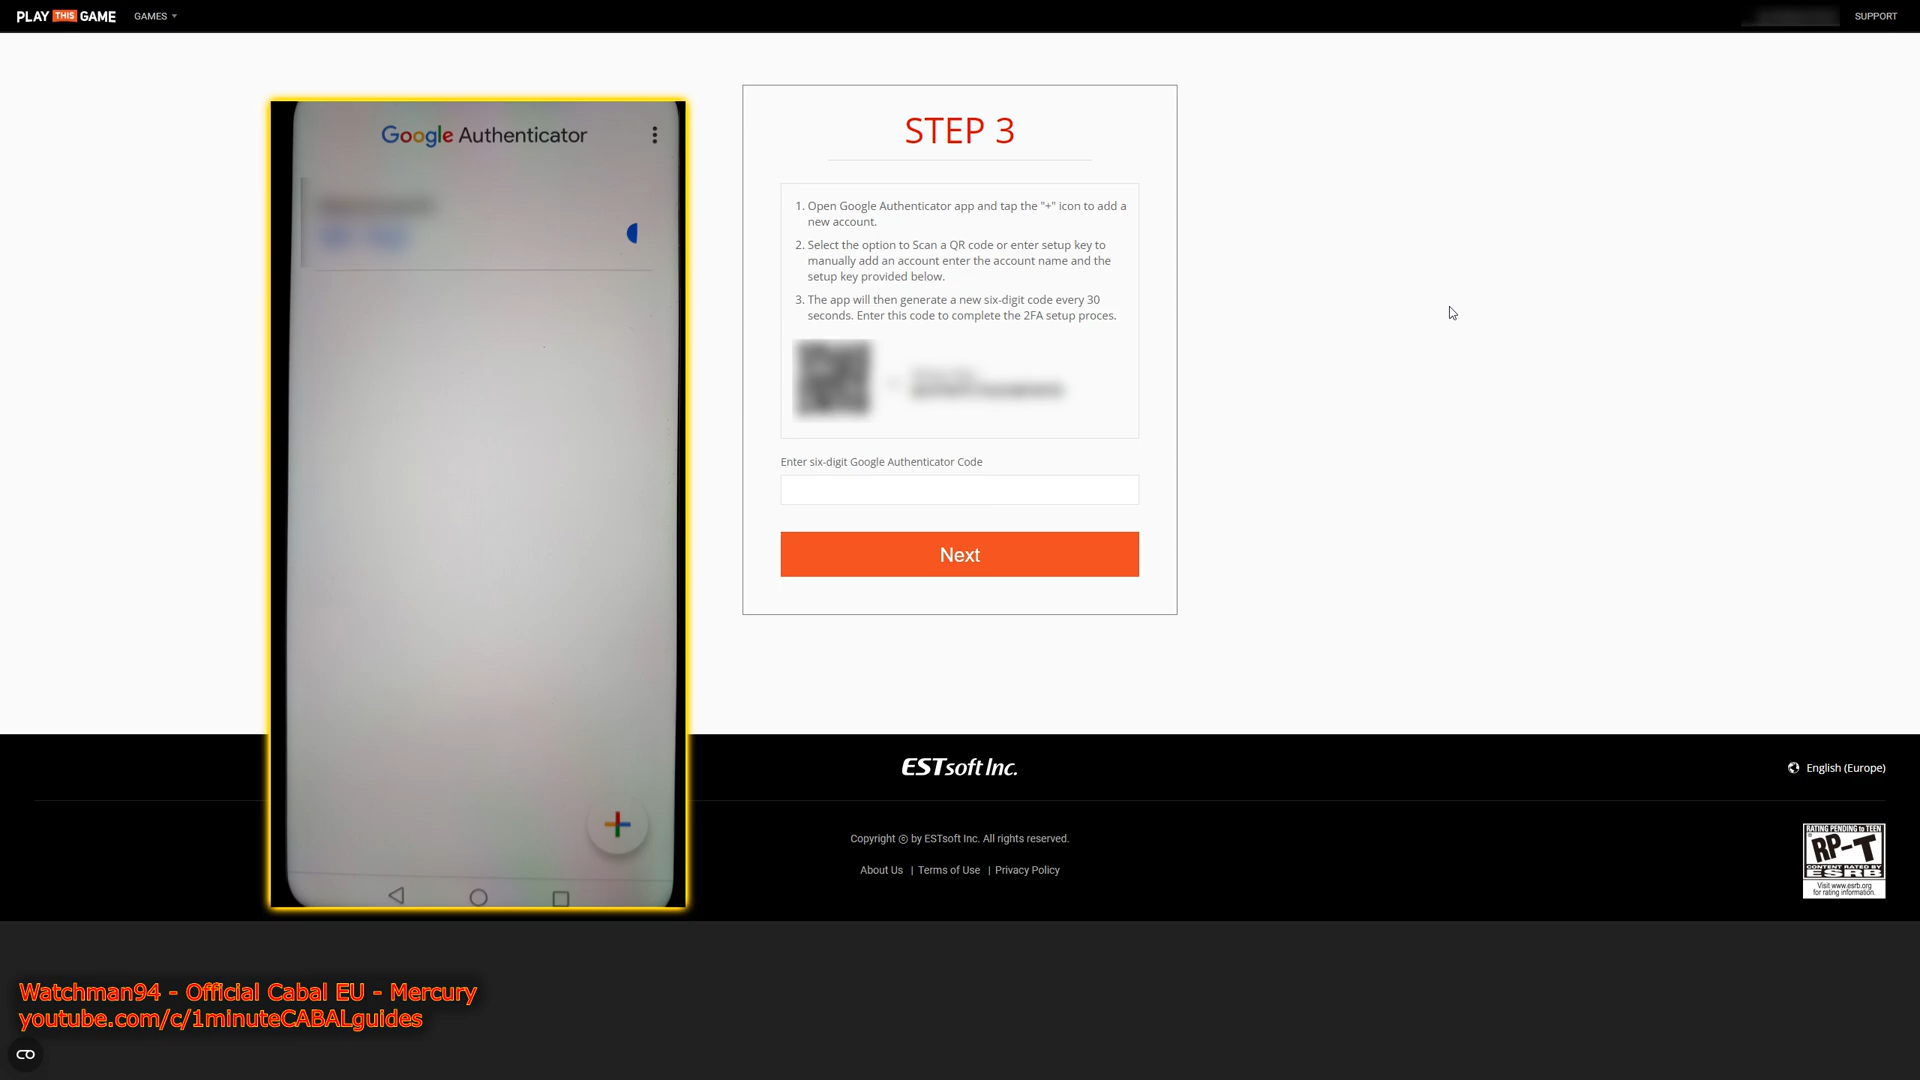 PLAY THIS GAME GAMES SUPPORT
Google Authenticator
STEP 3
1. Open Google Authenticator app and tap the "+" icon to add a
new account.
2. Select the option to Scan a QR code or enter setup key to
manually add an account enter the account name and the
setup key provided below.
3. The app will then generate a new six-digit code every 30
seconds. Enter this code to complete the 2FA setup proces.
Enter six-digit Google Authenticator Code
Next
ESTsoft Inc.
English (Europe)
Copyright © by ESTsoft Inc. All rights reserved.
About Us | Terms of Use | Privacy Policy
RATING PENDING to TEEN
RP-T
CONTENT RATED BY
ESRB
Visit www.esrb.org
for rating information.
Watchman94 - Official Cabal EU - Mercury
youtube.com/c/1minuteCABALguides